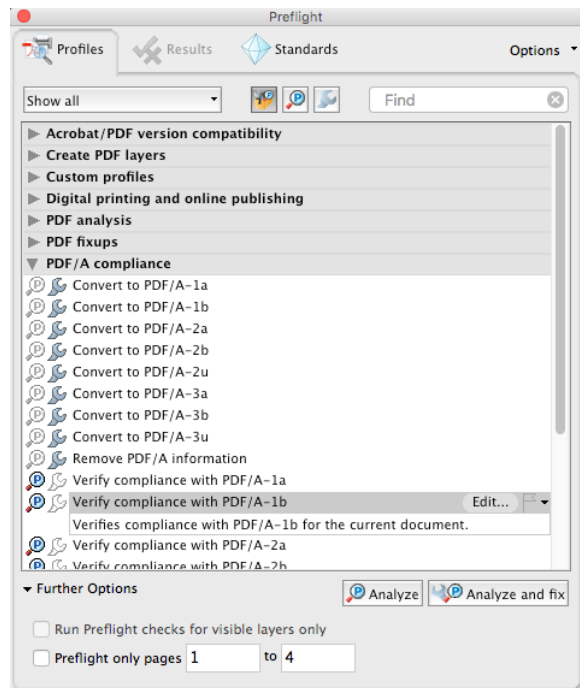 Preflight
Profiles Results Standards Options
Show all Find
Acrobat/PDF version compatibility
Create PDF layers
Custom profiles
Digital printing and online publishing
PDF analysis
PDF fixups
PDF/A compliance
Convert to PDF/A-1a
Convert to PDF/A-1b
Convert to PDF/A-2a
Convert to PDF/A-2b
Convert to PDF/A-2u
Convert to PDF/A-3a
Convert to PDF/A-3b
Convert to PDF/A-3u
Remove PDF/A information
Verify compliance with PDF/A-1a
Verify compliance with PDF/A-1b Edit...
Verifies compliance with PDF/A-1b for the current document.
Verify compliance with PDF/A-2a
Verify compliance with PDF/A-2b
Further Options Analyze Analyze and fix
Run Preflight checks for visible layers only
Preflight only pages 1 to 4